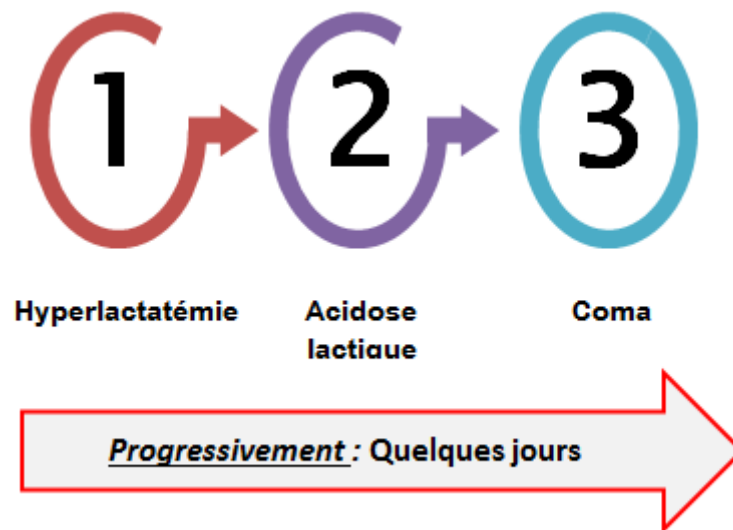 1 2 3
Hyperlactatémie Acidose Coma
lactique
Progressivement : Quelques jours